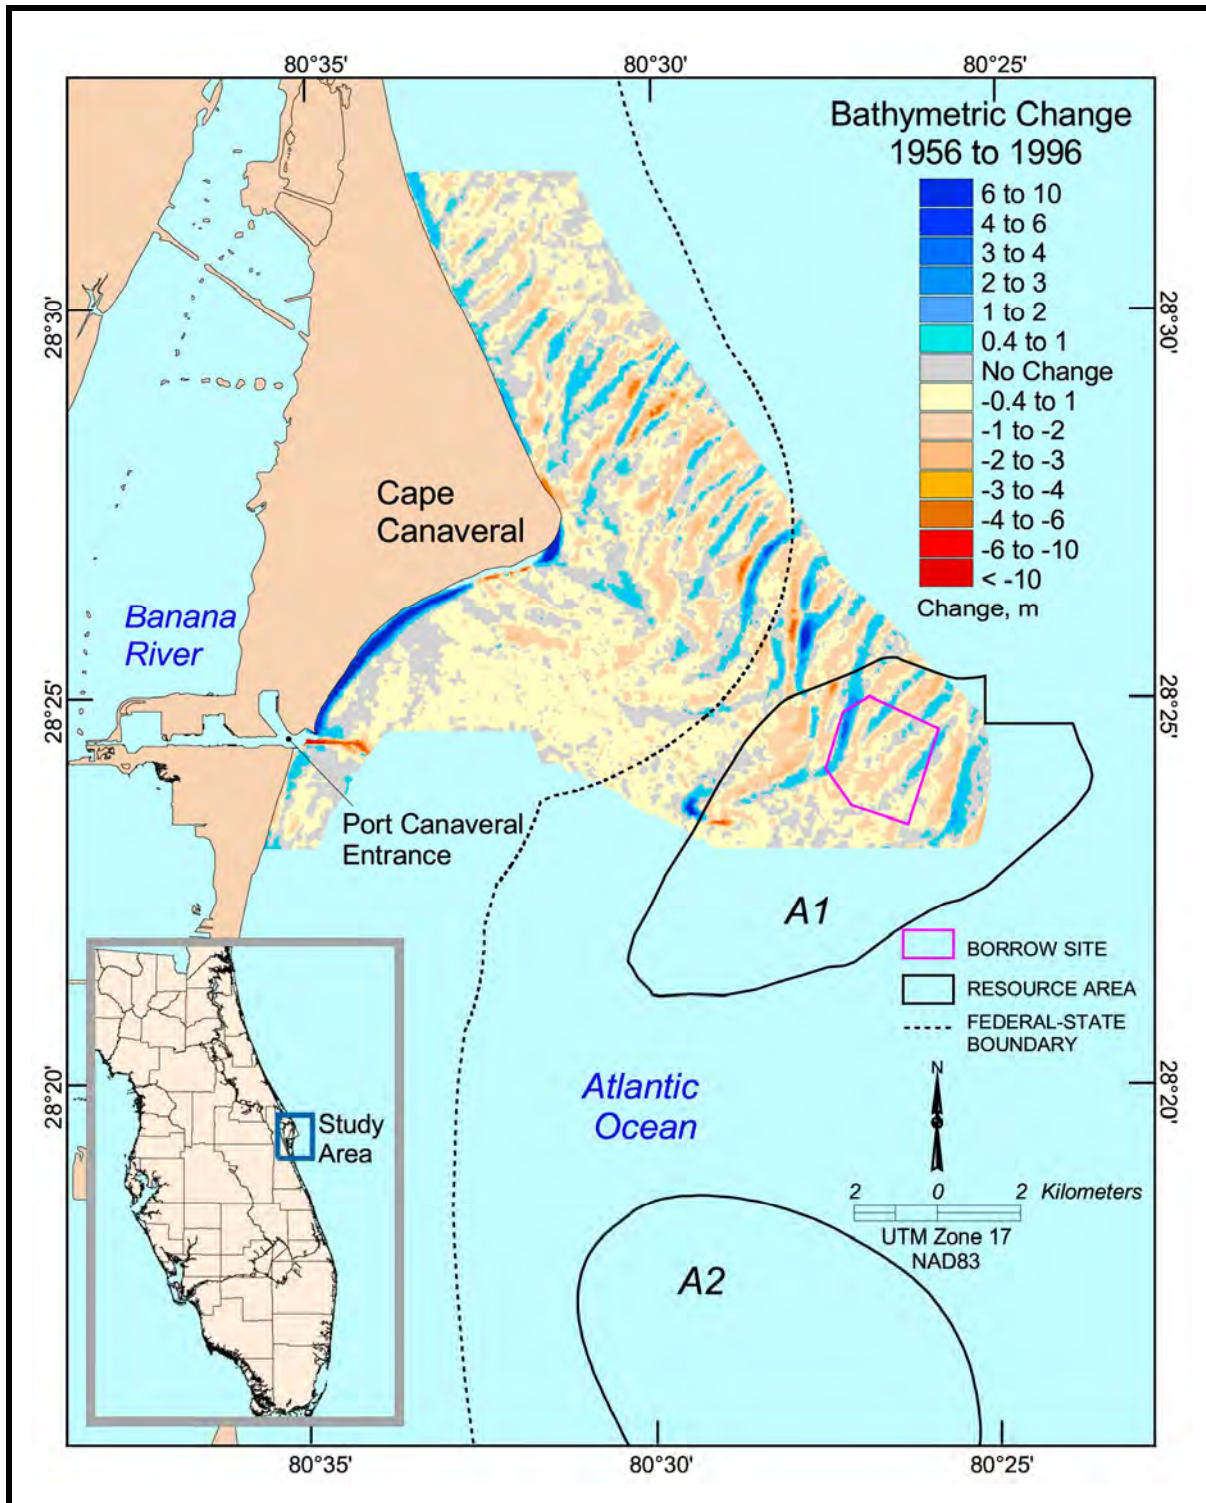 80°35'
80°30'
80°25'
Bathymetric Change
1956 to 1996
6 to 10
4 to 6
3 to 4
2 to 3
1 to 2
0.4 to 1
No Change
-0.4 to 1
-1 to -2
-2 to -3
-3 to -4
-4 to -6
-6 to -10
< -10
Change, m
28°30'
28°30'
Cape
Canaveral
Banana
River
28°25'
28°25'
Port Canaveral
Entrance
A1
BORROW SITE
RESOURCE AREA
FEDERAL-STATE
BOUNDARY
N
28°20'
28°20'
Atlantic
Ocean
Study
Area
2 0 2 Kilometers
UTM Zone 17
NAD83
A2
80°35'
80°30'
80°25'